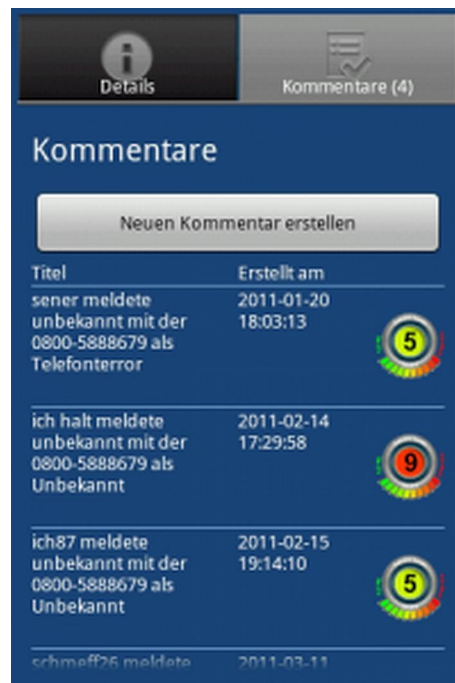 Details
Kommentare (4)
Kommentare
Neuen Kommentar erstellen
Titel Erstellt am
sener meldete 2011-01-20
unbekannt mit der 18:03:13
0800-5888679 als 5
Telefonterror
ich halt meldete 2011-02-14
unbekannt mit der 17:29:58
0800-5888679 als 9
Unbekannt
ich87 meldete 2011-02-15
unbekannt mit der 19:14:10
0800-5888679 als 5
Unbekannt
schmeff26 meldete 2011-03-11